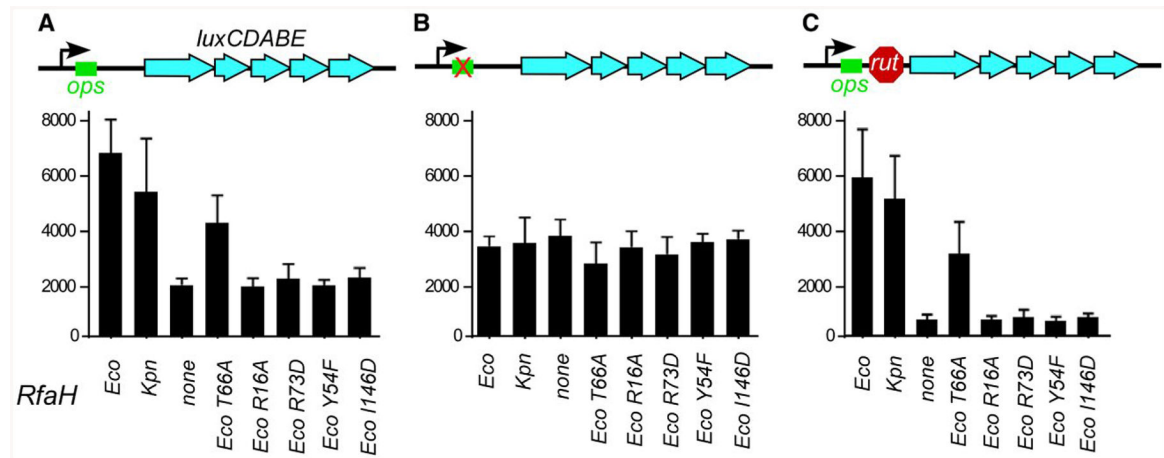 A
luxCDABE
ops
8000
6000
4000
2000
0
Eco
Kpn
none
Eco T66A
Eco R16A
Eco R73D
Eco Y54F
Eco I146D
B
8000
6000
4000
2000
0
Eco
Kpn
none
Eco T66A
Eco R16A
Eco R73D
Eco Y54F
Eco I146D
C
rut
ops
8000
6000
4000
2000
0
Eco
Kpn
none
Eco T66A
Eco R16A
Eco R73D
Eco Y54F
Eco I146D
RfaH